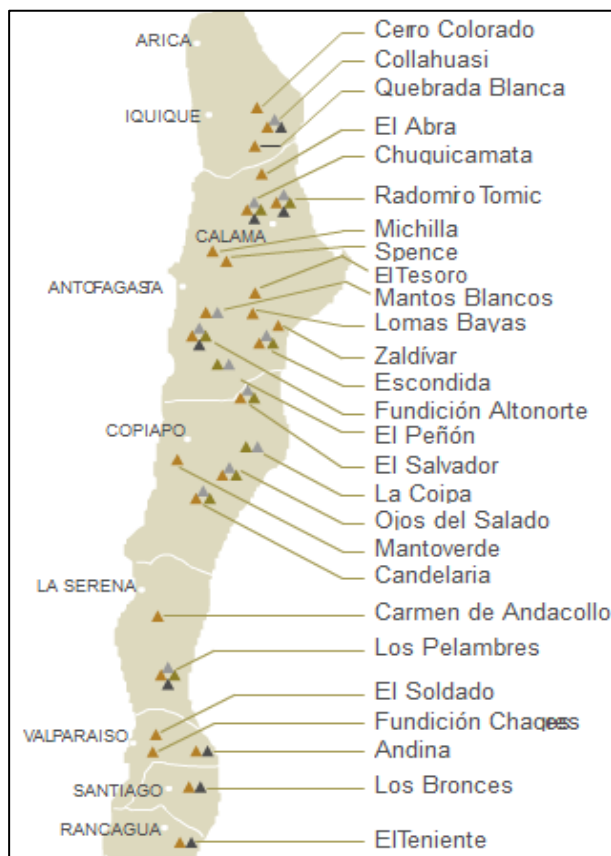 ARICA
IQUIQUE
CALAMA
ANTOFAGASTA
COPIAPO
LA SERENA
VALPARAISO
SANTIAGO
RANCAGUA
Cerro Colorado
Collahuasi
Quebrada Blanca
El Abra
Chuquicamata
Radomiro Tomic
Michilla
Spence
El Tesoro
Mantos Blancos
Lomas Bayas
Zaldívar
Escondida
Fundición Altonorte
El Peñón
El Salvador
La Coipa
Ojos del Salado
Mantoverde
Candelaria
Carmen de Andacollo
Los Pelambres
El Soldado
Fundición Chagres
Andina
Los Bronces
El Teniente